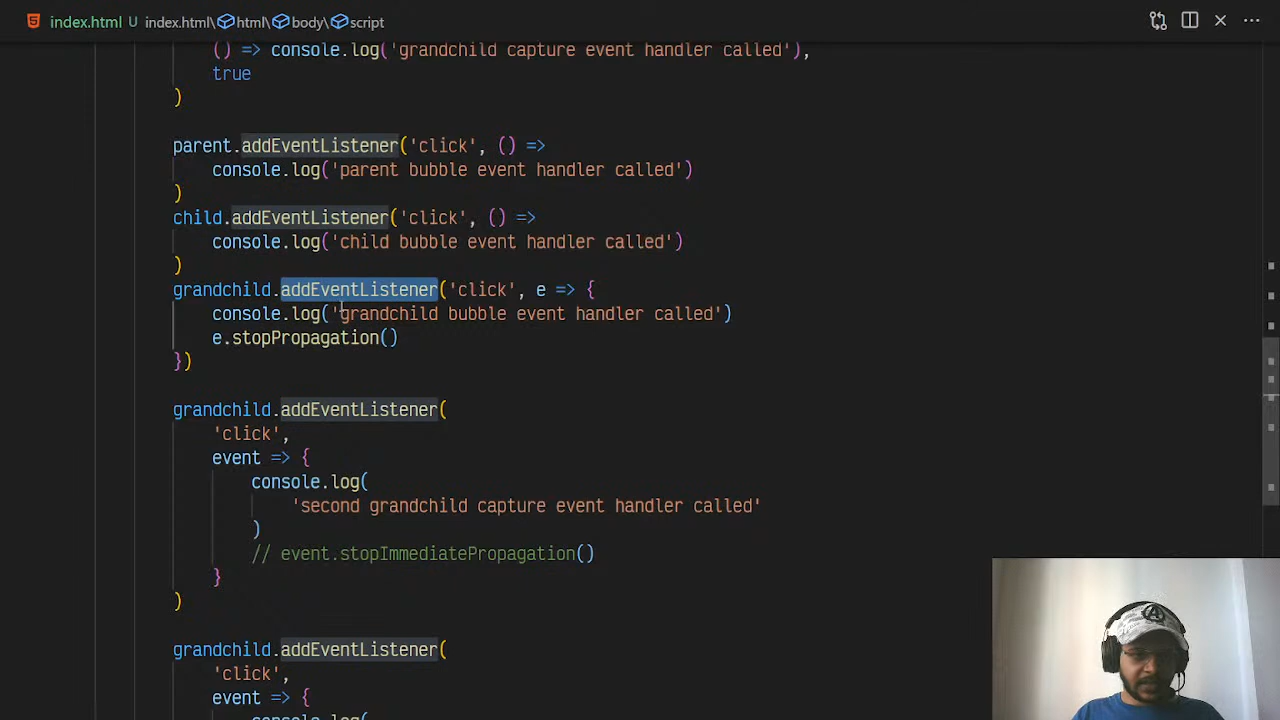 index.html U index.html\html\body\script
() => console.log('grandchild capture event handler called'),
true
)
parent.addEventListener('click', () =>
console.log('parent bubble event handler called')
)
child.addEventListener('click', () =>
console.log('child bubble event handler called')
)
grandchild.addEventListener('click', e => {
console.log('grandchild bubble event handler called')
e.stopPropagation()
})
grandchild.addEventListener(
'click',
event => {
console.log(
'second grandchild capture event handler called'
)
// event.stopImmediatePropagation()
}
)
grandchild.addEventListener(
'click',
event => {
console.log(